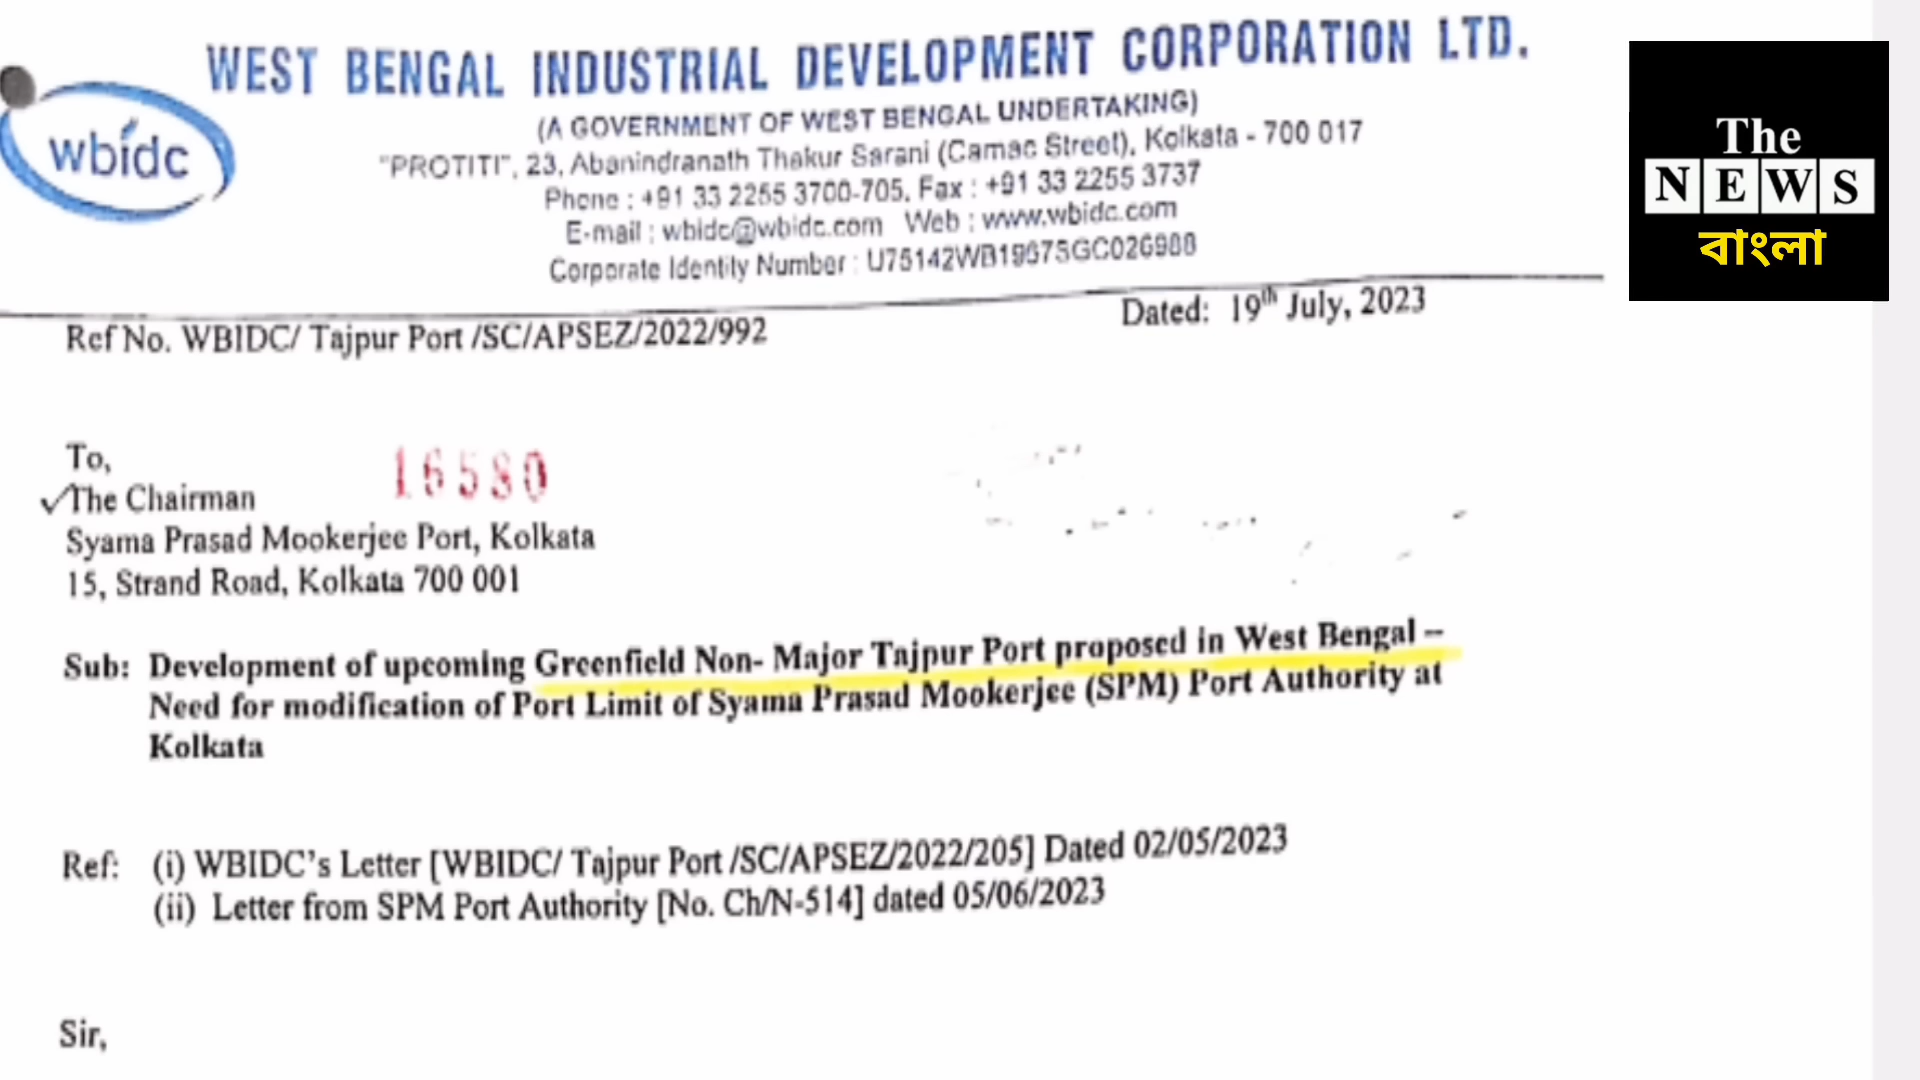 WEST BENGAL INDUSTRIAL DEVELOPMENT CORPORATION LTD.
(A GOVERNMENT OF WEST BENGAL UNDERTAKING)
"PROTITI", 23, Abanindranath Thakur Sarani (Camac Street), Kolkata - 700 017
Phone : +91 33 2255 3700-705, Fax : +91 33 2255 3737
E-mail : wbidc@wbidc.com Web : www.wbidc.com
Corporate Identity Number :
wbidc
The
NEWS
বাংলা
Ref No. WBIDC/ Tajpur Port /SC/APSEZ/2022/992
Dated: 19th July, 2023
To,
16580
✓The Chairman
Syama Prasad Mookerjee Port, Kolkata
15, Strand Road, Kolkata 700 001
Sub: Development of upcoming Greenfield Non- Major Tajpur Port proposed in West Bengal –
Need for modification of Port Limit of Syama Prasad Mookerjee (SPM) Port Authority at
Kolkata
Ref: (i) WBIDC's Letter [WBIDC/ Tajpur Port /SC/APSEZ/2022/205] Dated 02/05/2023
(ii) Letter from SPM Port Authority [No. Ch/N-514] dated 05/06/2023
Sir,